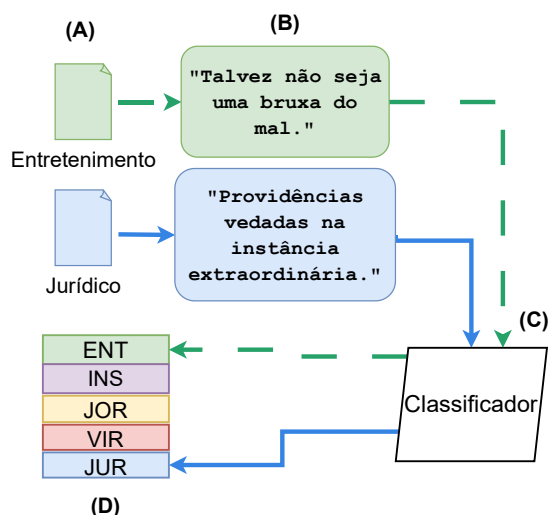 (A)
(B)
"Talvez não seja
uma bruxa do
mal."
Entretenimento
"Providências
vedadas na
instância
extraordinária."
Jurídico
(C)
Classificador
ENT
INS
JOR
VIR
JUR
(D)